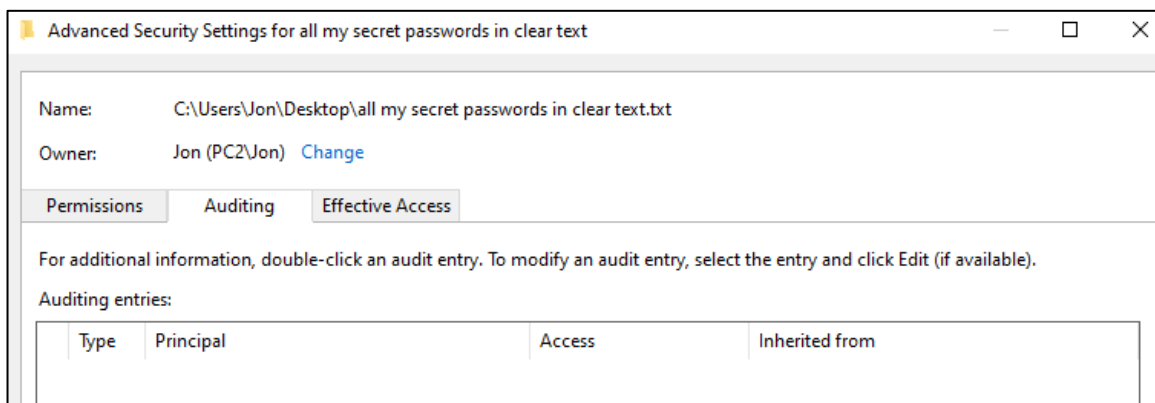 Advanced Security Settings for all my secret passwords in clear text
Name: C:\Users\Jon\Desktop\all my secret passwords in clear text.txt
Owner: Jon (PC2\Jon) Change
Permissions Auditing Effective Access
For additional information, double-click an audit entry. To modify an audit entry, select the entry and click Edit (if available).
Auditing entries:
Type Principal Access Inherited from